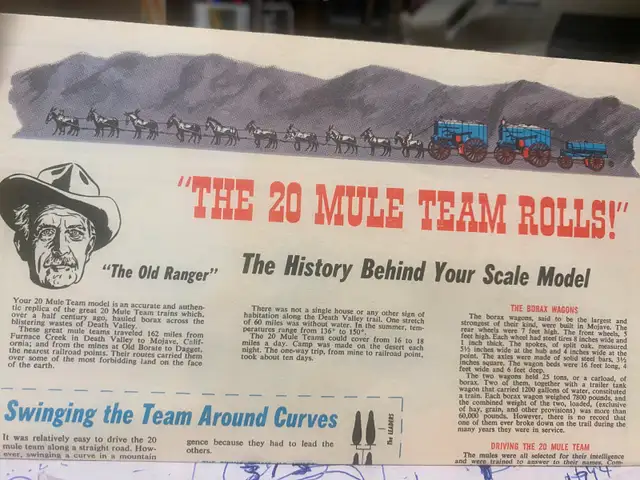 "THE 20 MULE TEAM ROLLS!"
"The Old Ranger"
The History Behind Your Scale Model
Your 20 Mule Team model is an accurate and authen-
tic replica of the great 20 Mule Team trains which,
over a half century ago, hauled borax across the
blistering wastes of Death Valley.
These great mule teams traveled 162 miles from
Furnace Creek in Death Valley to Mojave, Calif-
ornia; and from the mines at Old Borate to Dagget,
the nearest railroad points. Their routes carried them
over some of the most forbidding land on the face
of the earth.
There was not a single house or any other sign of
habitation along the Death Valley trail. One stretch
of 60 miles was without water. In the summer, tem-
peratures range from 136° to 150°.
The 20 Mule Teams could cover from 16 to 18
miles a day. Camp was made on the desert each
night. The one-way trip, from mine to railroad point,
took about ten days.
THE BORAX WAGONS
The borax wagons, said to be the largest and
strongest of their kind, were built in Mojave. The
rear wheels were 7 feet high. The front wheels, 5
feet high. Each wheel had steel tires 8 inches wide and
1 inch thick. The spokes, of split oak, measured
5½ inches wide at the hub and 4 inches wide at the
point. The axles were made of solid steel bars, 3½
inches square. The wagon beds were 16 feet long, 4
feet wide and 6 feet deep.
The two wagons held 25 tons, or a carload, of
borax. Two of them, together with a trailer tank
wagon that carried 1200 gallons of water, constituted
a train. Each borax wagon weighed 7800 pounds, and
the combined weight of the two, loaded, (exclusive
of hay, grain, and other provisions) was more than
60,000 pounds. However, there is no record that
one of them ever broke down on the trail during the
many years they were in service.
DRIVING THE 20 MULE TEAM
The mules were all selected for their intelligence
and were trained to answer to their names. Com-
Swinging the Team Around Curves
It was relatively easy to drive the 20
mule team along a straight road. How-
ever, swinging a curve in a mountain
gence because they had to lead the
others.
The LEADERS